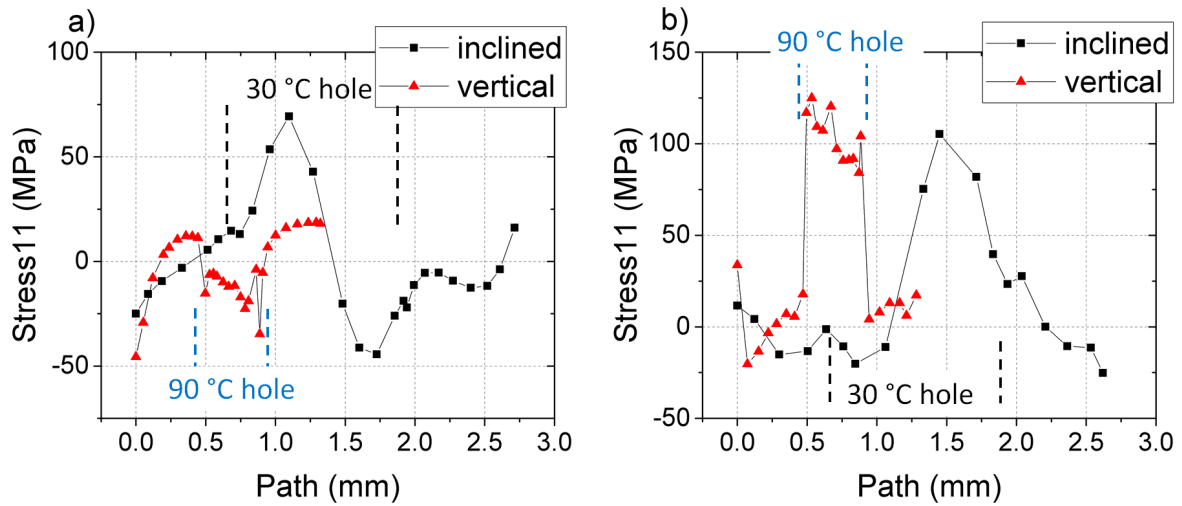 a)
inclined
vertical
30 °C hole
90 °C hole
100
50
0
-50
Stress11 (MPa)
0.0 0.5 1.0 1.5 2.0 2.5 3.0
Path (mm)
b)
90 °C hole
inclined
vertical
30 °C hole
150
100
50
0
-50
Stress11 (MPa)
0.0 0.5 1.0 1.5 2.0 2.5 3.0
Path (mm)